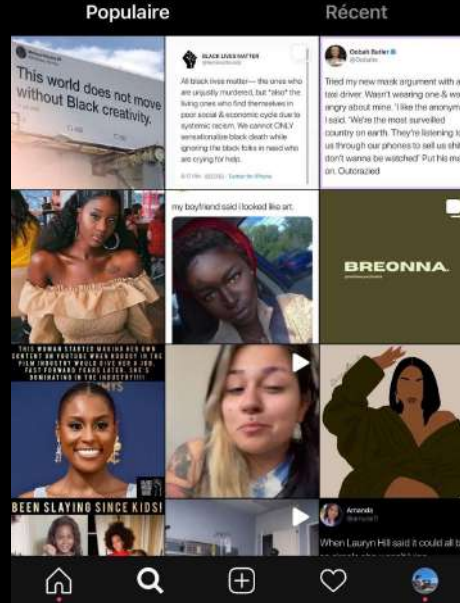 Populaire
Récent
This world does not move
without Black creativity.
BLACK LIVES MATTER
All black lives matter— the ones who
are unjustly murdered, but *also* the
living ones who find themselves in
poor social & economic cycle due to
systemic racism. We cannot ONLY
sensationalize black death while
ignoring the black folks in need who
are crying for help.
Twitter for iPhone
Oobah Butler
Tried my new mask argument with a
taxi driver. Wasn't wearing one & wa
angry about mine. 'I like the anonym
I said. 'We're the most surveilled
country on earth. They're listening to
us through our phones to sell us shit
don't wanna be watched' Put his ma
on. Outcrazied
my boyfriend said i looked like art.
BREONNA.
THIS WOMAN STARTED MAKING HER OWN
CONTENT ON YOUTUBE WHEN NOBODY IN THE
FILM INDUSTRY WOULD GIVE HER A JOB.
FAST FORWARD YEARS LATER, SHE'S
DOMINATING IN THE INDUSTRY!!!!
BEEN SLAYING SINCE KIDS!
Amanda
When Lauryn Hill said it could all b